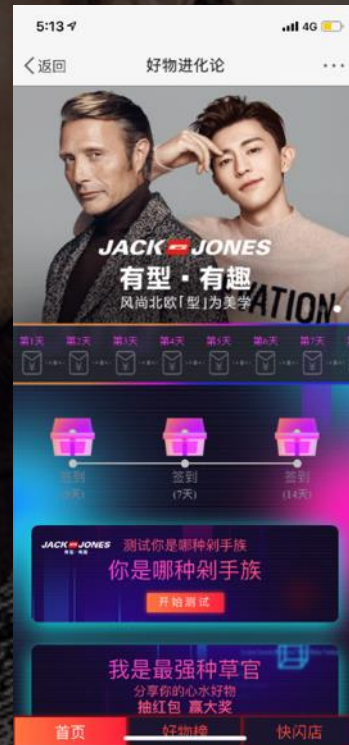 5:13
4G
返回
好物进化论
JACK JONES
有型·有趣
风尚北欧「型」为美学
ATION
第1天 第2天 第3天 第4天 第5天 第6天 第7天
签到 签到 签到
(7天) (14天)
JACK JONES
有型·有趣
测试你是哪种剁手族
你是哪种剁手族
开始测试
我是最强种草官
分享你的心水好物
抽红包 赢大奖
首页 好物榜 快闪店